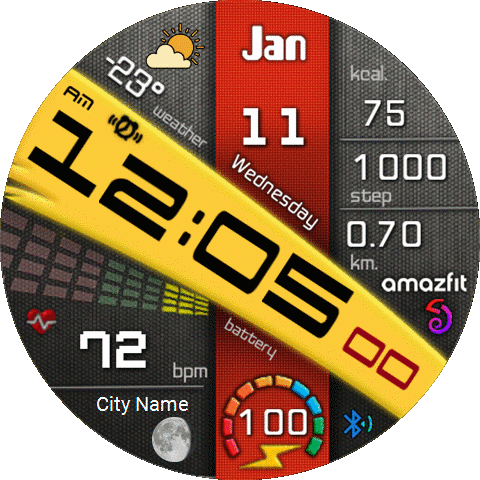 Jan
-23°
weather
kcal.
75
AM
11
Wednesday
1000
step
12:05
00
0.70
km.
amazfit
72
bpm
battery
City Name
100